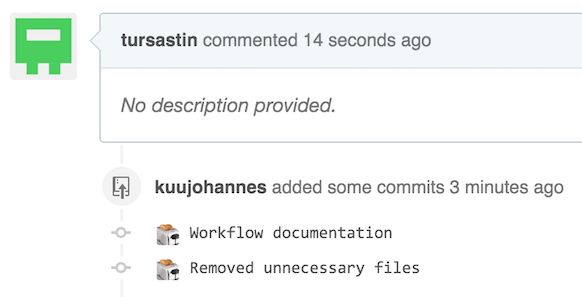 tursastin commented 14 seconds ago
No description provided.
kuujohannes added some commits 3 minutes ago
Workflow documentation
Removed unnecessary files